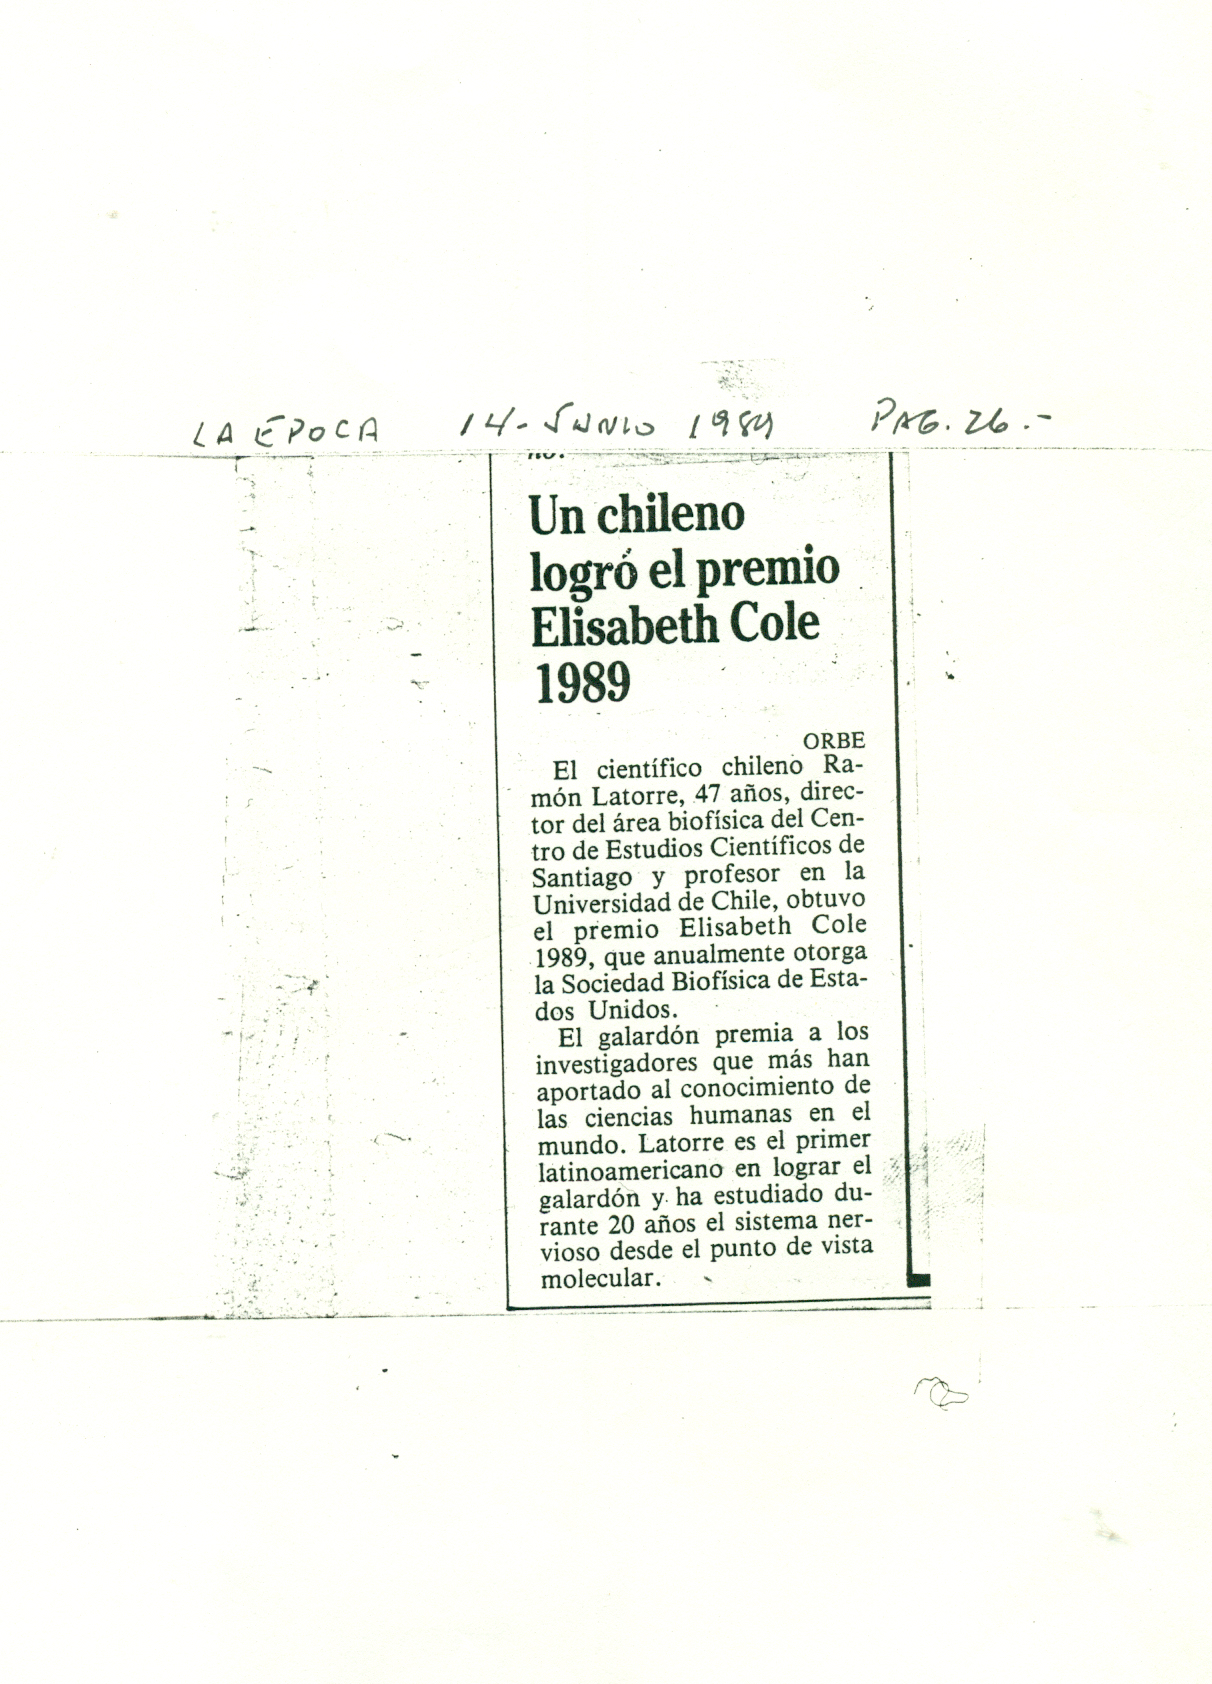 LA ÉPOCA 14-JUNIO 1989 PAG. 26.-
no.
Un chileno
logró el premio
Elisabeth Cole
1989
ORBE
El científico chileno Ra-
món Latorre, 47 años, direc-
tor del área biofísica del Cen-
tro de Estudios Científicos de
Santiago y profesor en la
Universidad de Chile, obtuvo
el premio Elisabeth Cole
1989, que anualmente otorga
la Sociedad Biofísica de Esta-
dos Unidos.
El galardón premia a los
investigadores que más han
aportado al conocimiento de
las ciencias humanas en el
mundo. Latorre es el primer
latinoamericano en lograr el
galardón y ha estudiado du-
rante 20 años el sistema ner-
vioso desde el punto de vista
molecular.